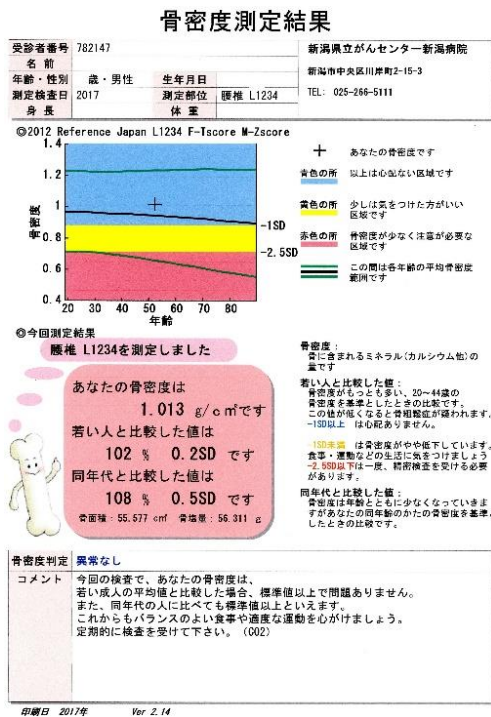 骨密度測定結果
受診者番号 782147
名 前
年齢・性別 歳・男性 生年月日
測定検査日 2017 測定部位 腰椎 L1234
身 長 体 重
新潟県立がんセンター新潟病院
新潟市中央区川岸町2-15-3
TEL: 025-266-5111
◎2012 Reference Japan L1234 F-Tscore M-Zscore
骨密度
1.4
1.2
1
0.8
0.6
0.4
20 30 40 50 60 70 80
年齢
-1SD
-2.5SD
+ あなたの骨密度です
青色の所 以上は心配ない区域です
黄色の所 少しは気をつけた方がいい
区域です
赤色の所 骨密度が少なく注意が必要な
区域です
この間は各年齢の平均骨密度
範囲です
◎今回測定結果
腰椎 L1234を測定しました
あなたの骨密度は
1.013 g/c㎡です
若い人と比較した値は
102 % 0.2SD です
同年代と比較した値は
108 % 0.5SD です
骨面積：55.577 c㎡ 骨塩量：56.311 g
骨密度：
骨に含まれるミネラル(カルシウム他)の
量です
若い人と比較した値：
骨密度がもっとも多い、20~44歳の
骨密度を基準としたときの比較です。
この値が低くなると骨粗鬆症が疑われます。
-1SD以上 は心配ありません。
-1SD未満 は骨密度がやや低下しています。
食事・運動などの生活に気をつけましょう
-2.5SD以下は一度、精密検査を受ける必要
があります。
同年代と比較した値：
骨密度は年齢とともに少なくなっていきま
すがあなたの同年齢のかたの骨密度を基準に
したときの比較です。
骨密度判定 異常なし
コメント 今回の検査で、あなたの骨密度は、
若い成人の平均値と比較した場合、標準値以上で問題ありません。
また、同年代の人に比べても標準値以上といえます。
これからもバランスのよい食事や適度な運動を心がけましょう。
定期的に検査を受けて下さい。(C02)
印刷日 2017年 Ver 2.14